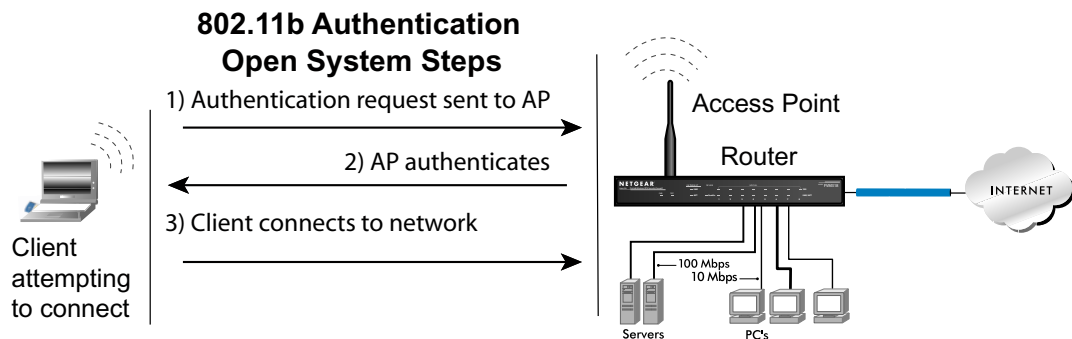 802.11b Authentication
Open System Steps
1) Authentication request sent to AP
2) AP authenticates
3) Client connects to network
Client
attempting
to connect
Access Point
Router
NETGEAR
INTERNET
100 Mbps
10 Mbps
Servers
PC's